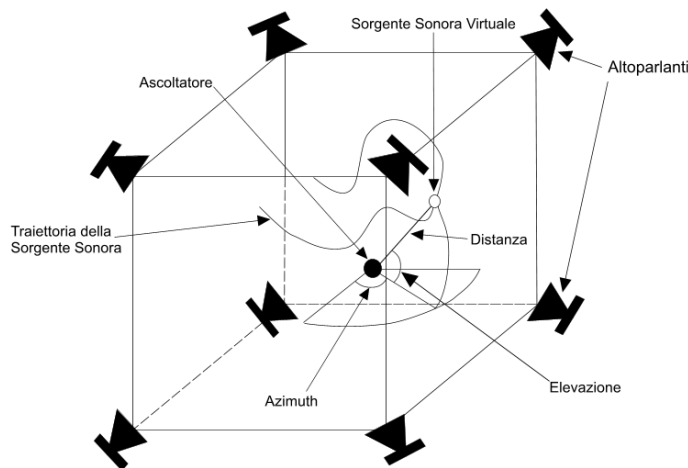 Sorgente Sonora Virtuale
Altoparlanti
Ascoltatore
Traiettoria della
Sorgente Sonora
Distanza
Elevazione
Azimuth